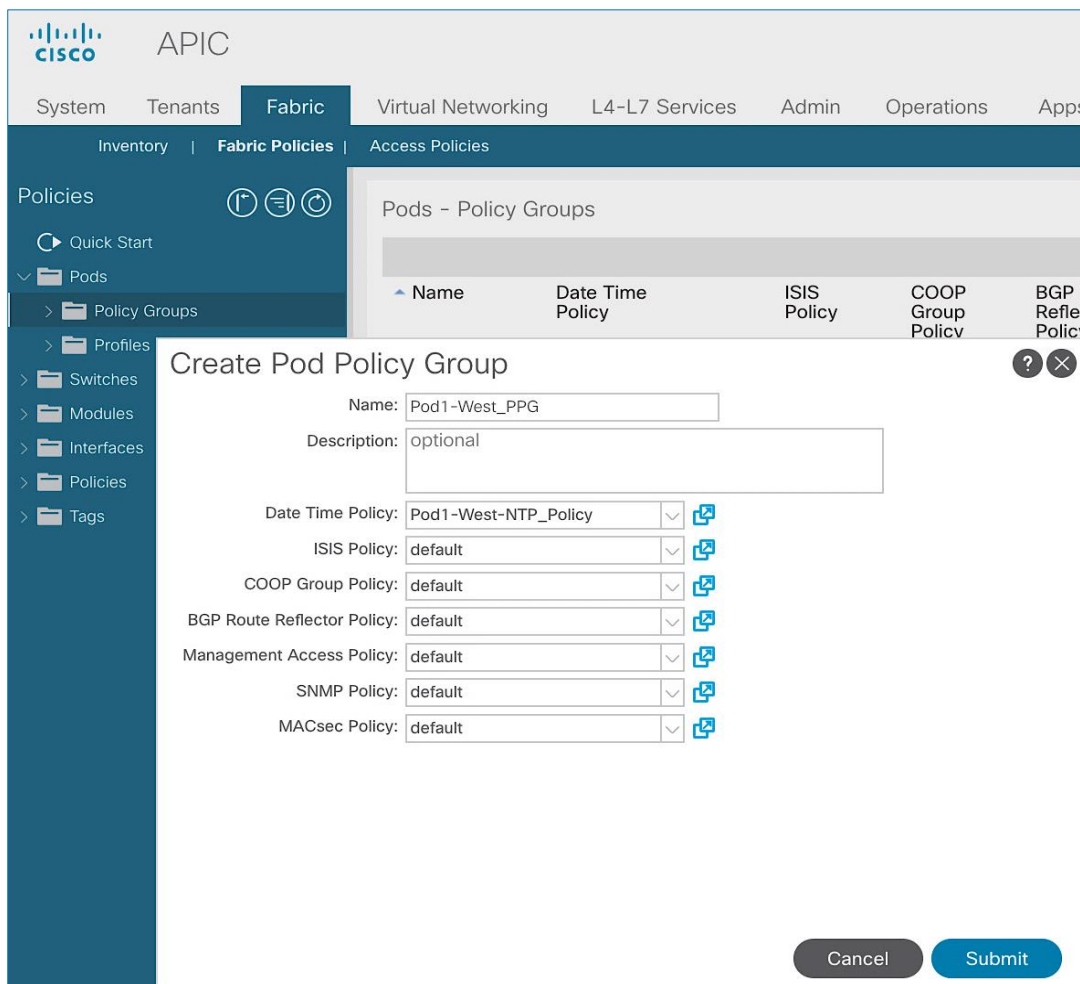 CISCO APIC
System Tenants Fabric Virtual Networking L4-L7 Services Admin Operations Apps
Inventory | Fabric Policies | Access Policies
Policies
Quick Start
Pods
Policy Groups
Profiles
Switches
Modules
Interfaces
Policies
Tags
Pods - Policy Groups
Name Date Time Policy ISIS Policy COOP Group Policy BGP Refle Policy
Create Pod Policy Group ?
Name: Pod1-West_PPG
Description: optional
Date Time Policy: Pod1-West-NTP_Policy
ISIS Policy: default
COOP Group Policy: default
BGP Route Reflector Policy: default
Management Access Policy: default
SNMP Policy: default
MACsec Policy: default
Cancel Submit